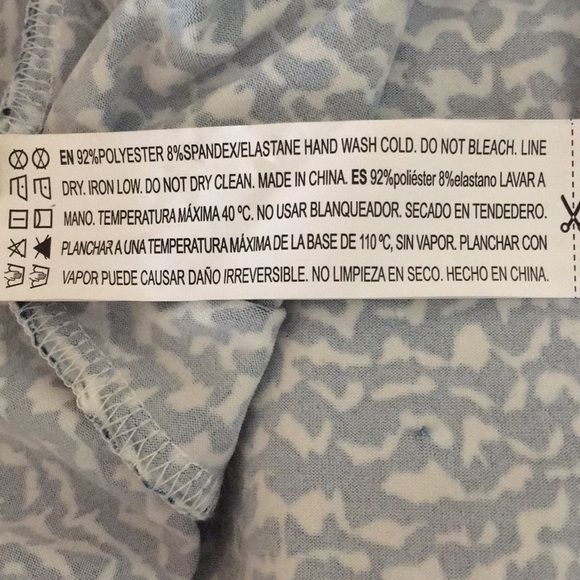 EN 92%POLYESTER 8%SPANDEX/ELASTANE HAND WASH COLD. DO NOT BLEACH. LINE
DRY. IRON LOW. DO NOT DRY CLEAN. MADE IN CHINA. ES 92%poliéster 8%elastano LAVAR A
MANO. TEMPERATURA MÁXIMA 40 ºC. NO USAR BLANQUEADOR. SECADO EN TENDEDERO.
PLANCHAR A UNA TEMPERATURA MÁXIMA DE LA BASE DE 110 ºC, SIN VAPOR. PLANCHAR CON
VAPOR PUEDE CAUSAR DAÑO IRREVERSIBLE. NO LIMPIEZA EN SECO. HECHO EN CHINA.